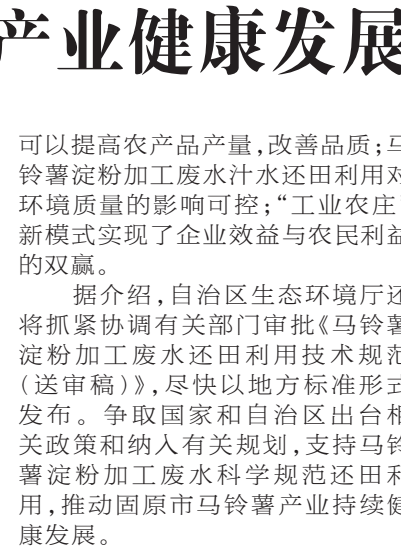 产业健康发展
可以提高农产品产量,改善品质;马
铃薯淀粉加工废水汁水还田利用对
环境质量的影响可控;“工业农庄”
新模式实现了企业效益与农民利益
的双赢。
据介绍,自治区生态环境厅还
将抓紧协调有关部门审批《马铃薯
淀粉加工废水还田利用技术规范
(送审稿)》,尽快以地方标准形式
发布。争取国家和自治区出台相
关政策和纳入有关规划,支持马铃
薯淀粉加工废水科学规范还田利
用,推动固原市马铃薯产业持续健
康发展。